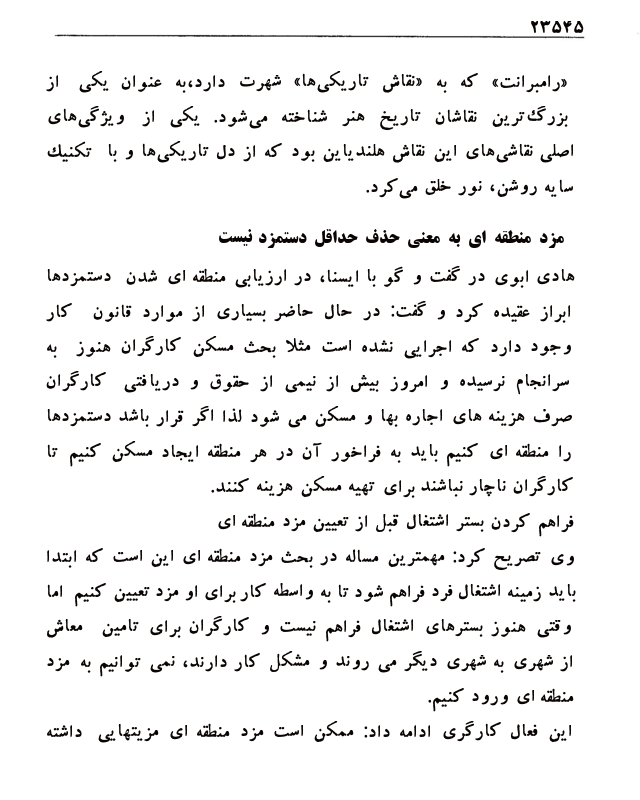 ۲۳۵۴۵
«رامبرانت» که به «نقاش تاریکی‌ها» شهرت دارد،به عنوان یکی از
بزرگ‌ترین نقاشان تاریخ هنر شناخته می‌شود. یکی از ویژگی‌های
اصلی نقاشی‌های این نقاش هلندیاین بود که از دل تاریکی‌ها و با تکنیک
سایه روشن، نور خلق می‌کرد.
مزد منطقه ای به معنی حذف حداقل دستمزد نیست
هادی ابوی در گفت و گو با ایسنا، در ارزیابی منطقه ای شدن دستمزدها
ابراز عقیده کرد و گفت: در حال حاضر بسیاری از موارد قانون کار
وجود دارد که اجرایی نشده است مثلا بحث مسکن کارگران هنوز به
سرانجام نرسیده و امروز بیش از نیمی از حقوق و دریافتی کارگران
صرف هزینه های اجاره بها و مسکن می شود لذا اگر قرار باشد دستمزدها
را منطقه ای کنیم باید به فراخور آن در هر منطقه ایجاد مسکن کنیم تا
کارگران ناچار نباشند برای تهیه مسکن هزینه کنند.
فراهم کردن بستر اشتغال قبل از تعیین مزد منطقه ای
وی تصریح کرد: مهمترین مساله در بحث مزد منطقه ای این است که ابتدا
باید زمینه اشتغال فرد فراهم شود تا به واسطه کار برای او مزد تعیین کنیم اما
وقتی هنوز بسترهای اشتغال فراهم نیست و کارگران برای تامین معاش
از شهری به شهری دیگر می روند و مشکل کار دارند، نمی توانیم به مزد
منطقه ای ورود کنیم.
این فعال کارگری ادامه داد: ممکن است مزد منطقه ای مزیتهایی داشته